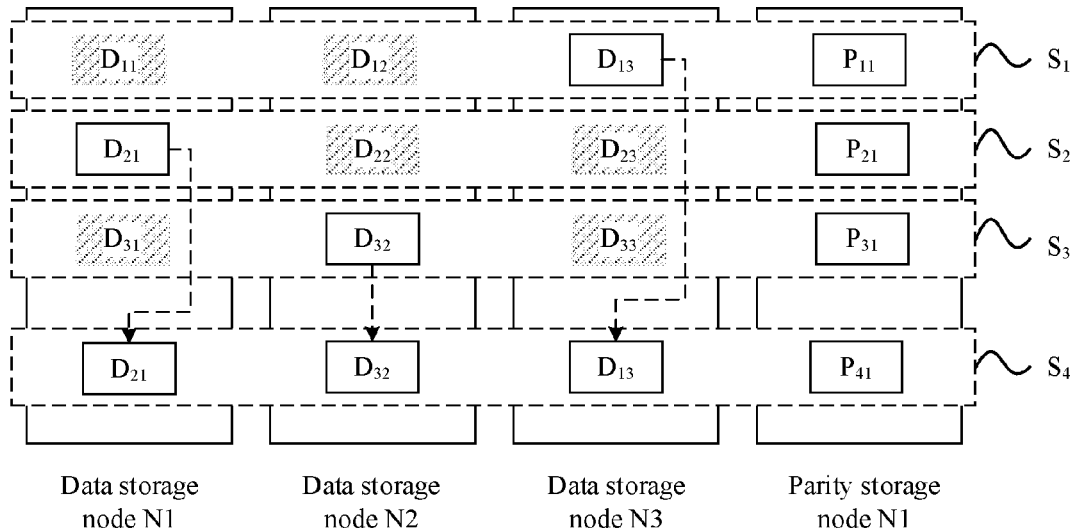 D₁₁ D₁₂ D₁₃ P₁₁ S₁
D₂₁ D₂₂ D₂₃ P₂₁ S₂
D₃₁ D₃₂ D₃₃ P₃₁ S₃
D₂₁ D₃₂ D₁₃ P₄₁ S₄
Data storage node N1
Data storage node N2
Data storage node N3
Parity storage node N1